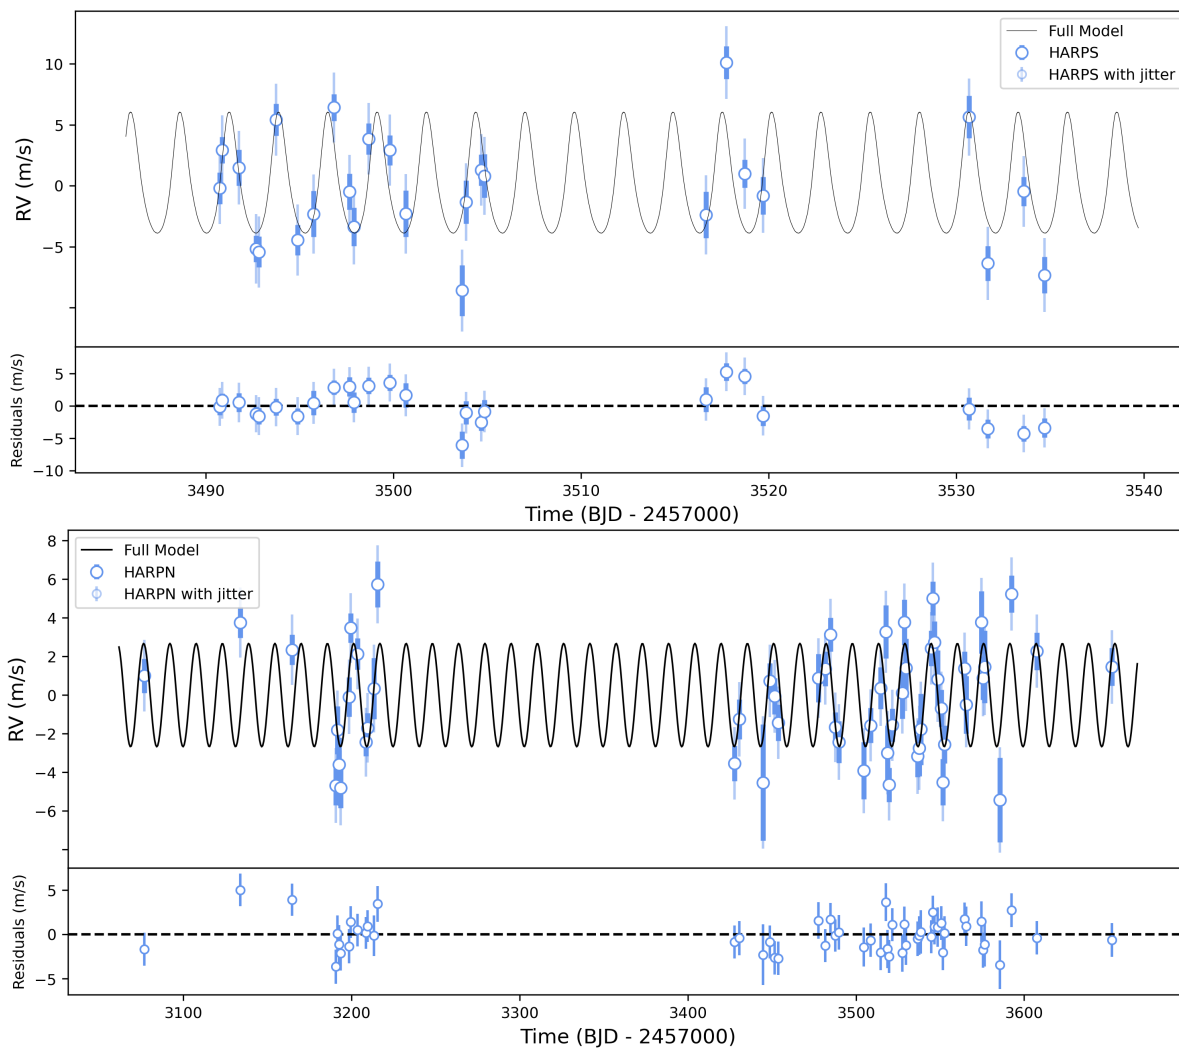 Full Model
HARPS
HARPS with jitter
RV (m/s)
10
5
0
−5
Residuals (m/s)
5
0
−5
−10
3490
3500
3510
3520
3530
3540
Time (BJD - 2457000)
Full Model
HARPN
HARPN with jitter
RV (m/s)
8
6
4
2
0
−2
−4
−6
Residuals (m/s)
5
0
−5
3100
3200
3300
3400
3500
3600
Time (BJD - 2457000)